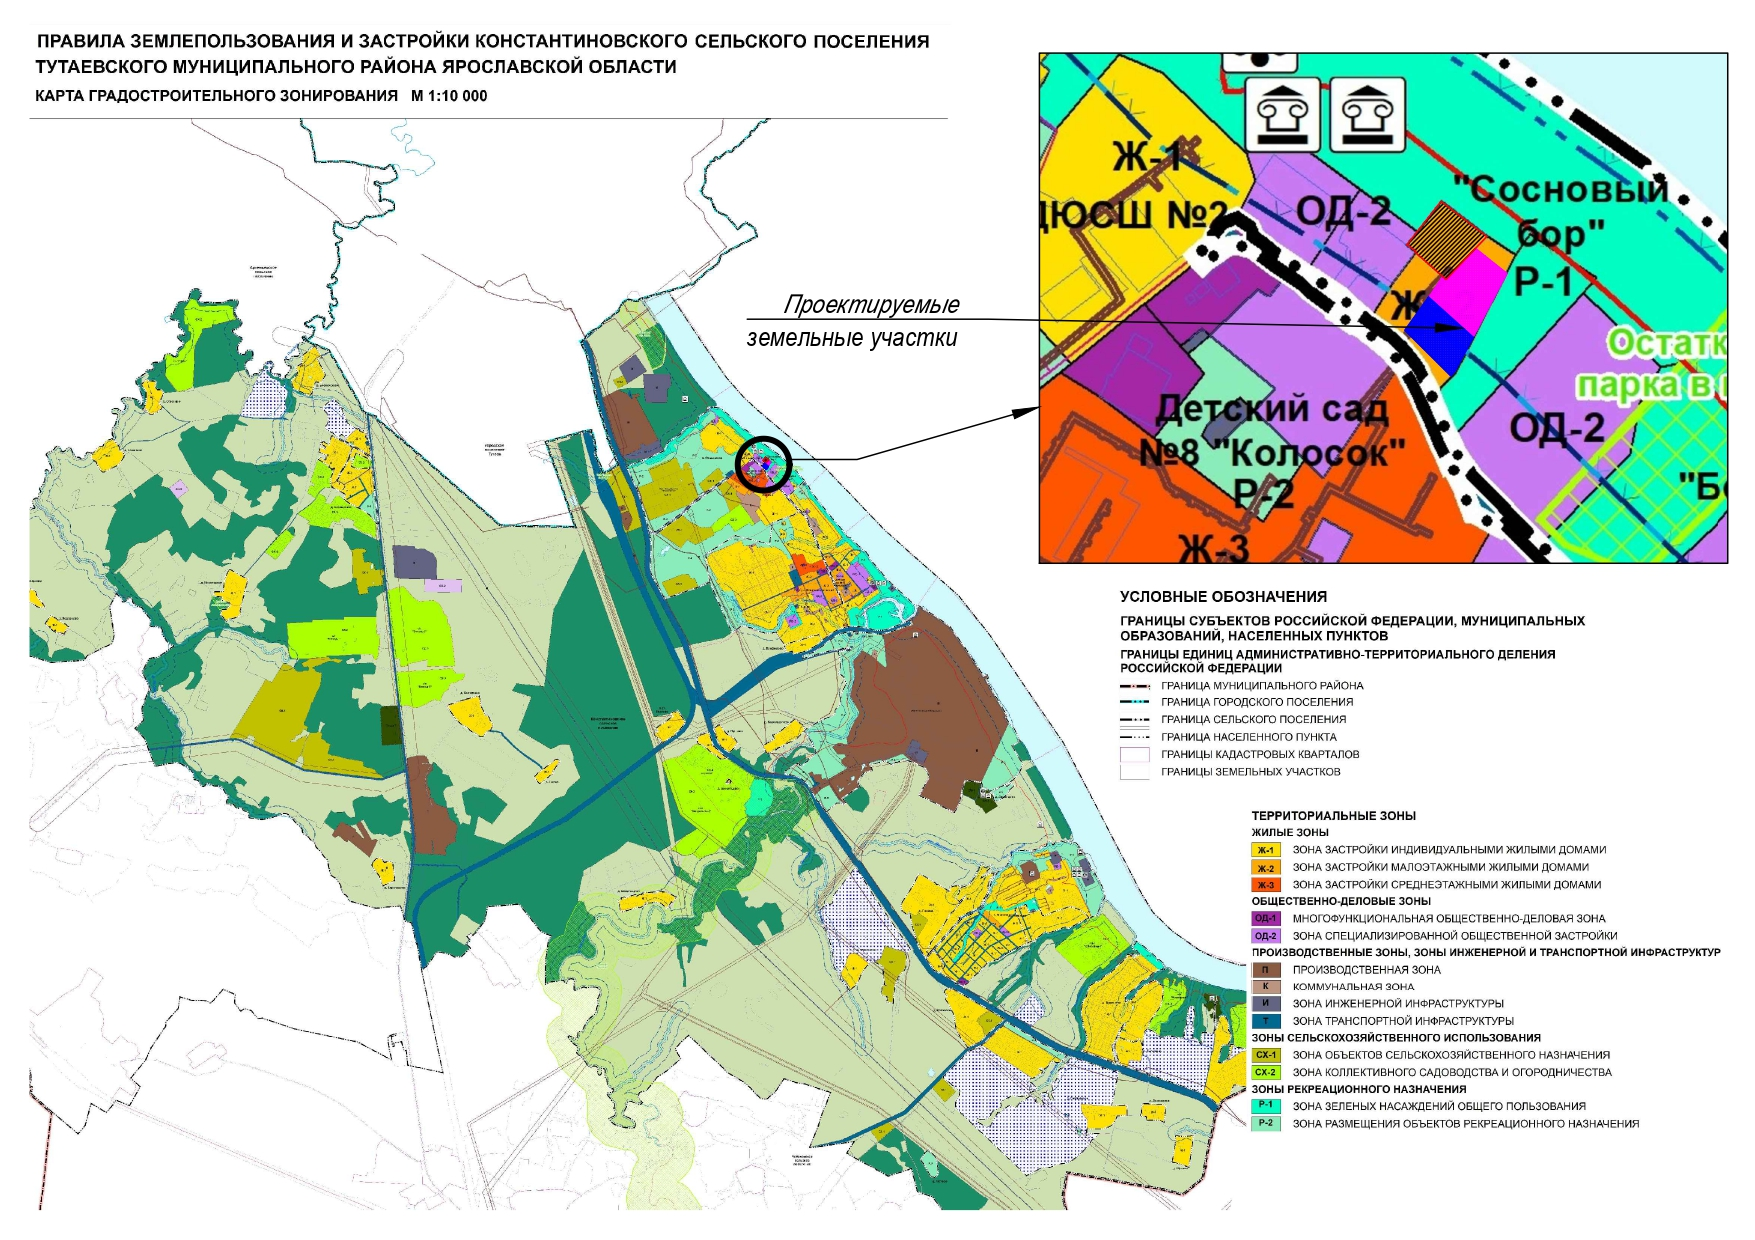 ПРАВИЛА ЗЕМЛЕПОЛЬЗОВАНИЯ И ЗАСТРОЙКИ КОНСТАНТИНОВСКОГО СЕЛЬСКОГО ПОСЕЛЕНИЯ
ТУТАЕВСКОГО МУНИЦИПАЛЬНОГО РАЙОНА ЯРОСЛАВСКОЙ ОБЛАСТИ
КАРТА ГРАДОСТРОИТЕЛЬНОГО ЗОНИРОВАНИЯ М 1:10 000
Проектируемые
земельные участки
Ж-1
ДЮСШ №2
ОД-2
"Сосновый
бор"
Р-1
Ж
Остатк
парка в
Детский сад
№8 "Колосок"
Р-2
ОД-2
"Б
Ж-3
УСЛОВНЫЕ ОБОЗНАЧЕНИЯ
ГРАНИЦЫ СУБЪЕКТОВ РОССИЙСКОЙ ФЕДЕРАЦИИ, МУНИЦИПАЛЬНЫХ
ОБРАЗОВАНИЙ, НАСЕЛЕННЫХ ПУНКТОВ
ГРАНИЦЫ ЕДИНИЦ АДМИНИСТРАТИВНО-ТЕРРИТОРИАЛЬНОГО ДЕЛЕНИЯ
РОССИЙСКОЙ ФЕДЕРАЦИИ
ГРАНИЦА МУНИЦИПАЛЬНОГО РАЙОНА
ГРАНИЦА ГОРОДСКОГО ПОСЕЛЕНИЯ
ГРАНИЦА СЕЛЬСКОГО ПОСЕЛЕНИЯ
ГРАНИЦА НАСЕЛЕННОГО ПУНКТА
ГРАНИЦЫ КАДАСТРОВЫХ КВАРТАЛОВ
ГРАНИЦЫ ЗЕМЕЛЬНЫХ УЧАСТКОВ
ТЕРРИТОРИАЛЬНЫЕ ЗОНЫ
ЖИЛЫЕ ЗОНЫ
Ж-1 ЗОНА ЗАСТРОЙКИ ИНДИВИДУАЛЬНЫМИ ЖИЛЫМИ ДОМАМИ
Ж-2 ЗОНА ЗАСТРОЙКИ МАЛОЭТАЖНЫМИ ЖИЛЫМИ ДОМАМИ
Ж-3 ЗОНА ЗАСТРОЙКИ СРЕДНЕЭТАЖНЫМИ ЖИЛЫМИ ДОМАМИ
ОБЩЕСТВЕННО-ДЕЛОВЫЕ ЗОНЫ
ОД-1 МНОГОФУНКЦИОНАЛЬНАЯ ОБЩЕСТВЕННО-ДЕЛОВАЯ ЗОНА
ОД-2 ЗОНА СПЕЦИАЛИЗИРОВАННОЙ ОБЩЕСТВЕННОЙ ЗАСТРОЙКИ
ПРОИЗВОДСТВЕННЫЕ ЗОНЫ, ЗОНЫ ИНЖЕНЕРНОЙ И ТРАНСПОРТНОЙ ИНФРАСТРУКТУР
П ПРОИЗВОДСТВЕННАЯ ЗОНА
К КОММУНАЛЬНАЯ ЗОНА
И ЗОНА ИНЖЕНЕРНОЙ ИНФРАСТРУКТУРЫ
Т ЗОНА ТРАНСПОРТНОЙ ИНФРАСТРУКТУРЫ
ЗОНЫ СЕЛЬСКОХОЗЯЙСТВЕННОГО ИСПОЛЬЗОВАНИЯ
СХ-1 ЗОНА ОБЪЕКТОВ СЕЛЬСКОХОЗЯЙСТВЕННОГО НАЗНАЧЕНИЯ
СХ-2 ЗОНА КОЛЛЕКТИВНОГО САДОВОДСТВА И ОГОРОДНИЧЕСТВА
ЗОНЫ РЕКРЕАЦИОННОГО НАЗНАЧЕНИЯ
Р-1 ЗОНА ЗЕЛЕНЫХ НАСАЖДЕНИЙ ОБЩЕГО ПОЛЬЗОВАНИЯ
Р-2 ЗОНА РАЗМЕЩЕНИЯ ОБЪЕКТОВ РЕКРЕАЦИОННОГО НАЗНАЧЕНИЯ